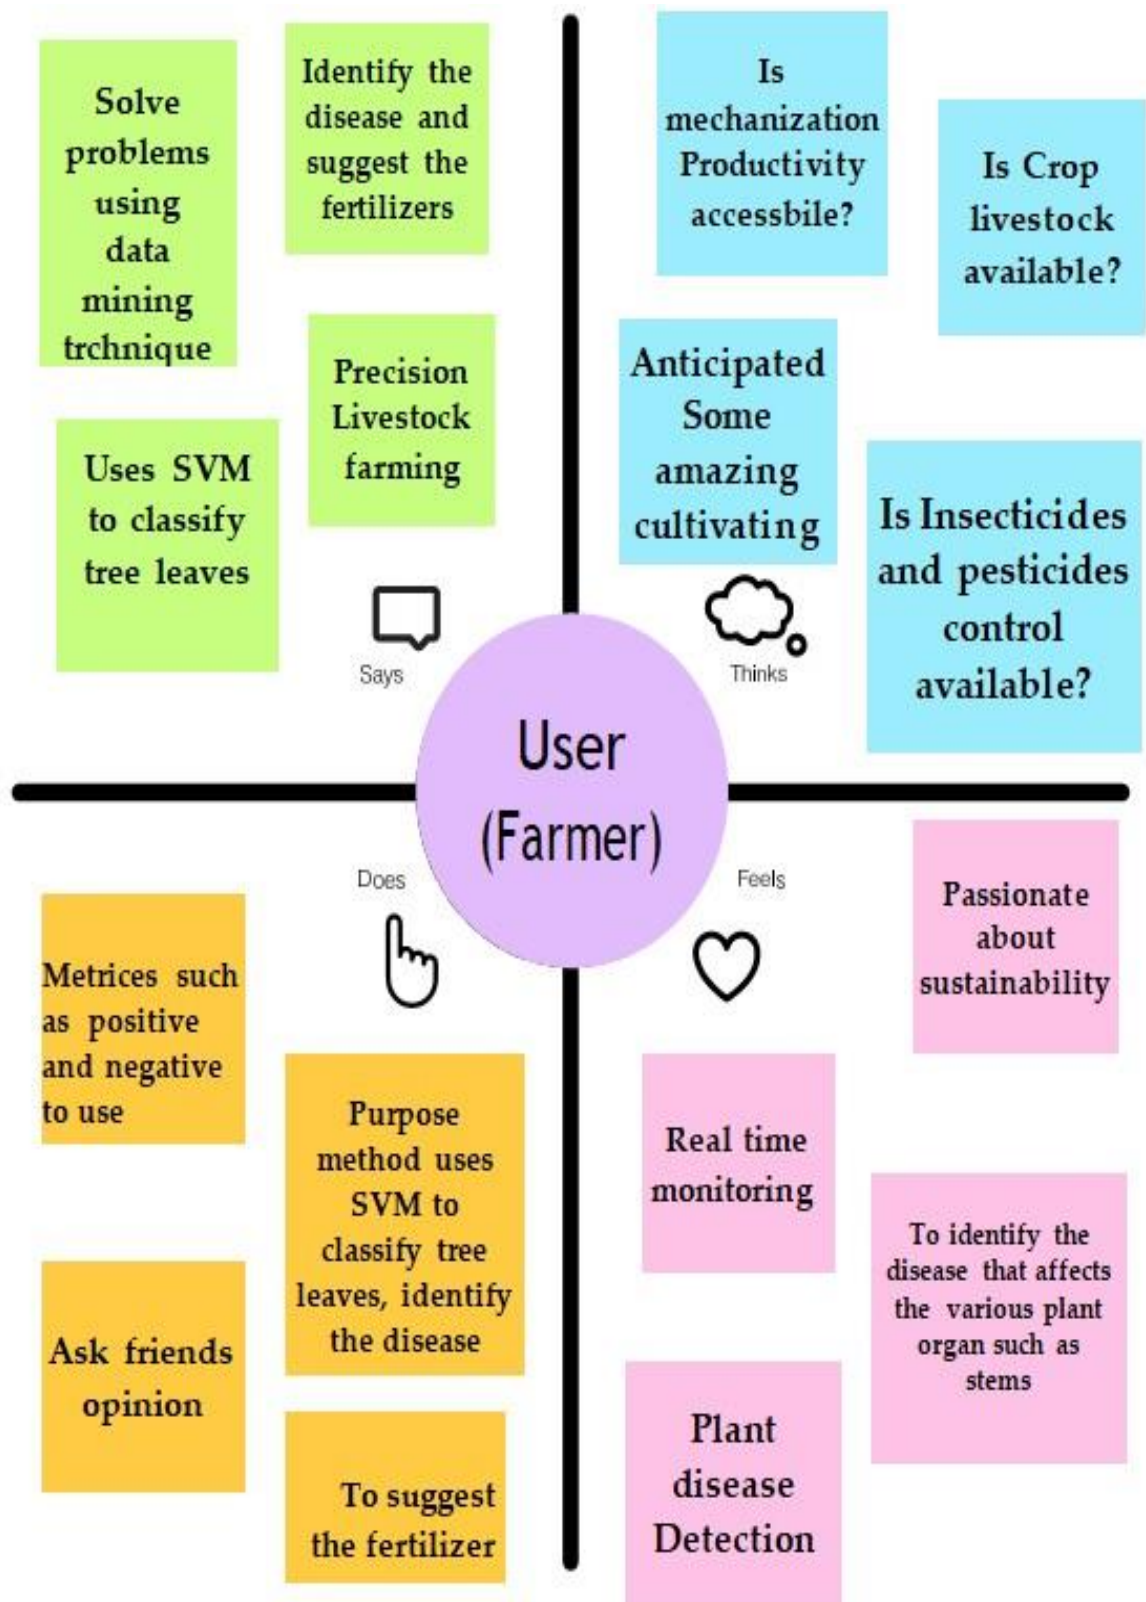 Solve
problems
using
data
mining
trchnique
Identify the
disease and
suggest the
fertilizers
Precision
Livestock
farming
Uses SVM
to classify
tree leaves
Says
Is
mechanization
Productivity
accessbile?
Is Crop
livestock
available?
Anticipated
Some
amazing
cultivating
Is Insecticides
and pesticides
control
available?
Thinks
User
(Farmer)
Does
Metrices such
as positive
and negative
to use
Purpose
method uses
SVM to
classify tree
leaves, identify
the disease
Ask friends
opinion
To suggest
the fertilizer
Feels
Passionate
about
sustainability
Real time
monitoring
To identify the
disease that affects
the various plant
organ such as
stems
Plant
disease
Detection